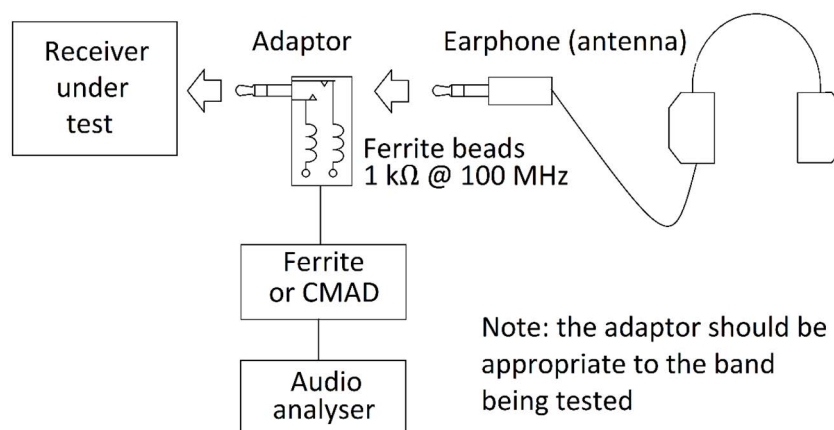 Receiver
under
test
Adaptor
Earphone (antenna)
Ferrite beads
1 kΩ @ 100 MHz
Ferrite
or CMAD
Audio
analyser
Note: the adaptor should be
appropriate to the band
being tested